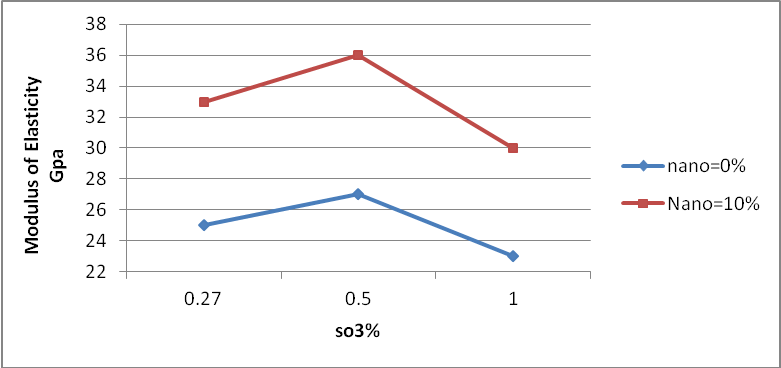 Modulus of Elasticity
Gpa
38
36
34
32
30
28
26
24
22
0.27 0.5 1
so3%
nano=0%
Nano=10%